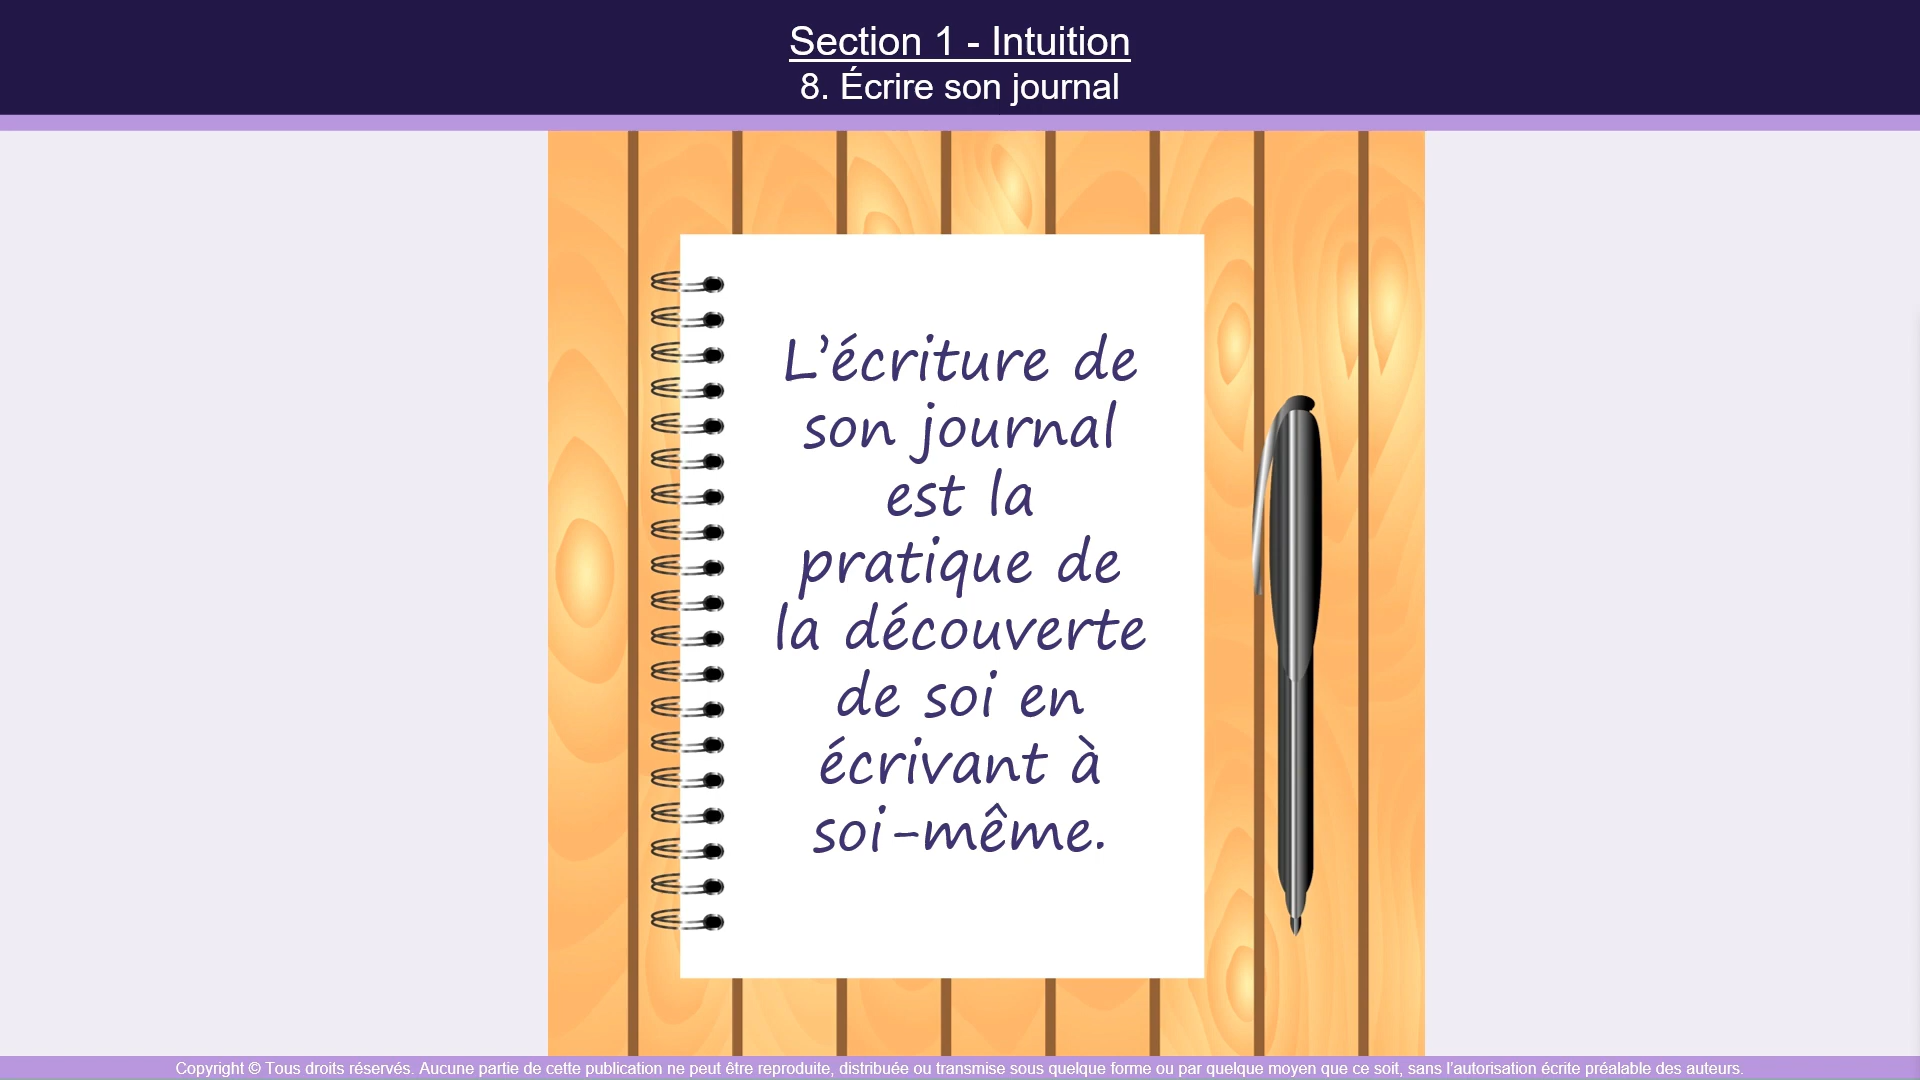 Section 1 - Intuition
8. Écrire son journal
L’écriture de
son journal
est la
pratique de
la découverte
de soi en
écrivant à
soi-même.
Copyright © Tous droits réservés. Aucune partie de cette publication ne peut être reproduite, distribuée ou transmise sous quelque forme ou par quelque moyen que ce soit, sans l’autorisation écrite préalable des auteurs.